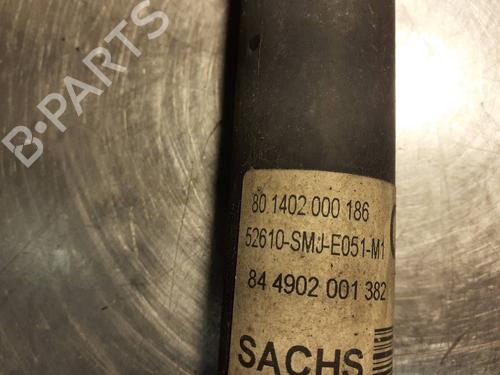 B-PARTS
80.1402.000 186
52610-SMJ-E051-M1
84 4902 001 382
SACHS